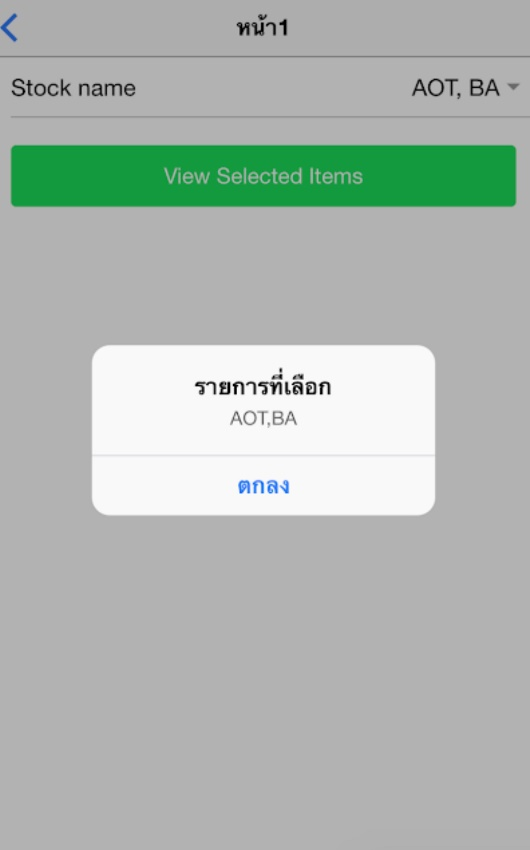 หน้า1
Stock name
AOT, BA
View Selected Items
รายการที่เลือก
AOT,BA
ตกลง